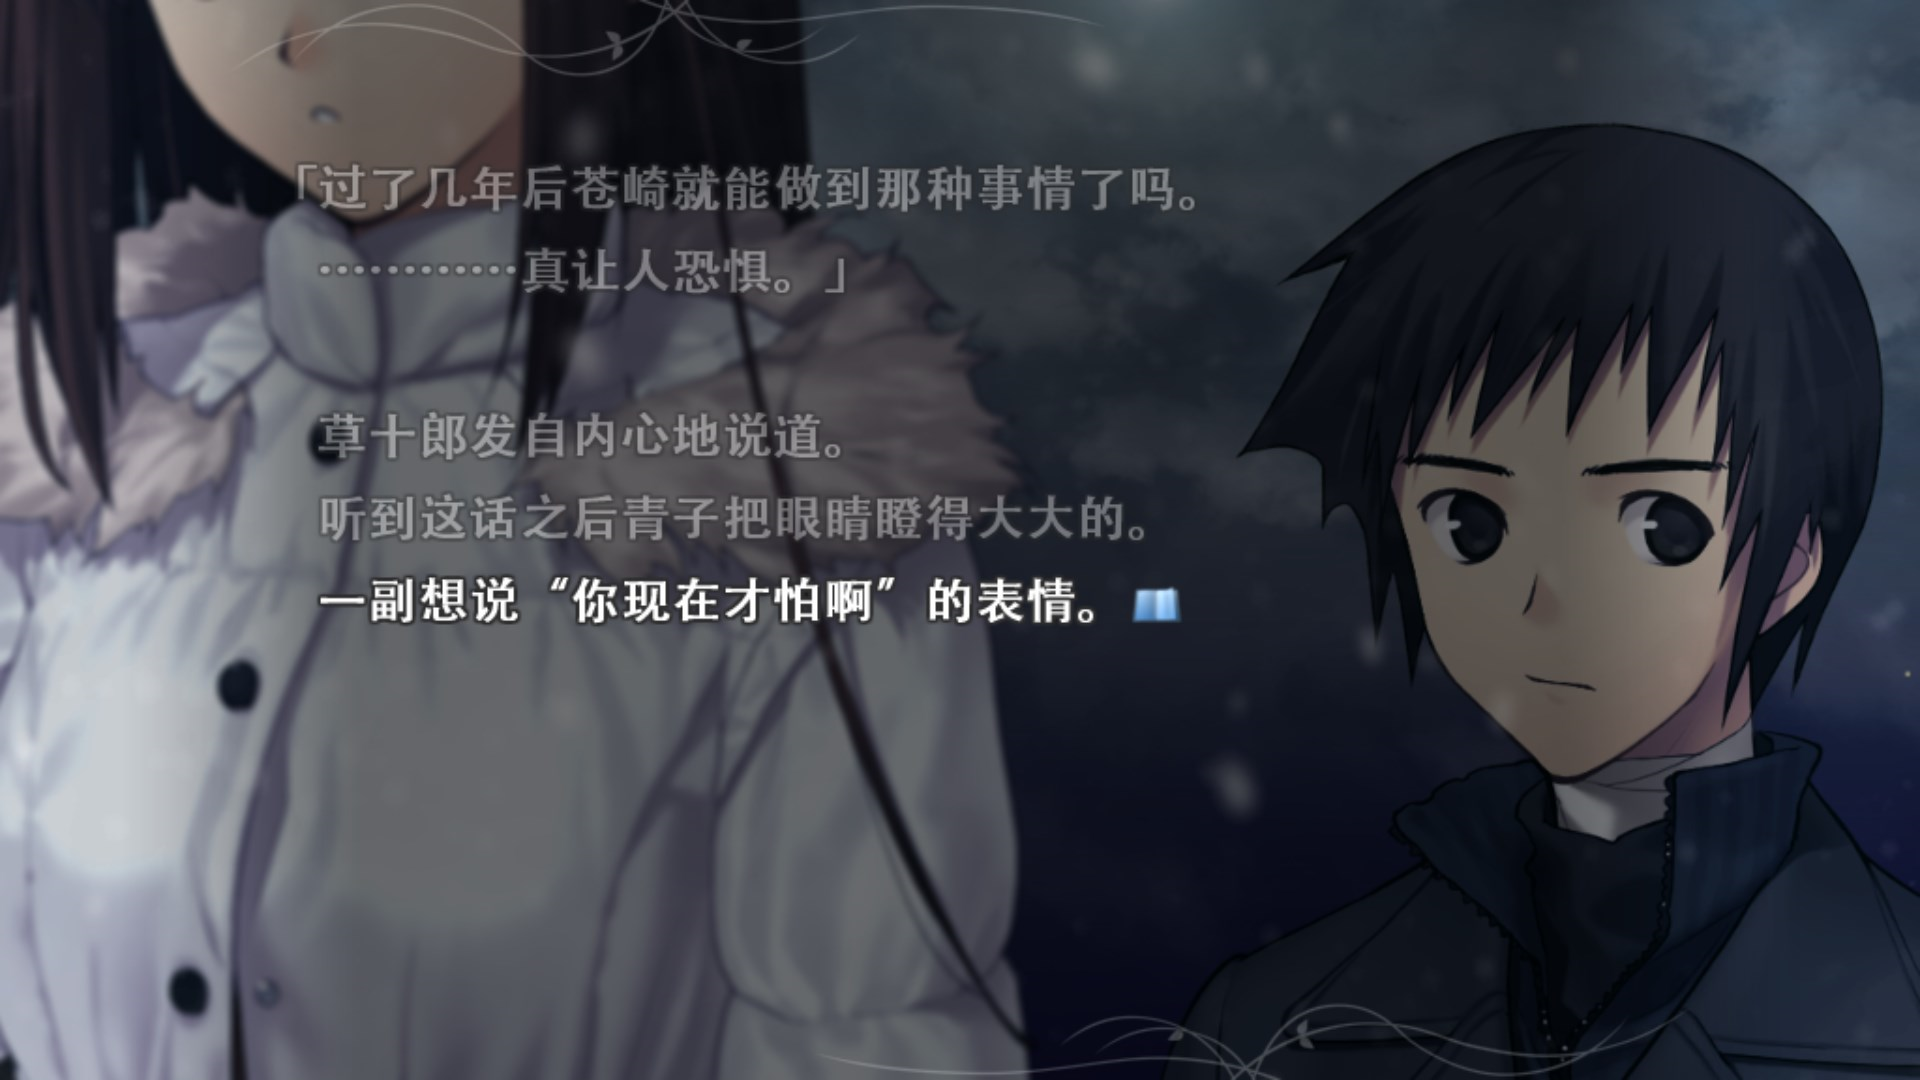 「过了几年后苍崎就能做到那种事情了吗。
…………真让人恐惧。」
草十郎发自内心地说道。
听到这话之后青子把眼睛瞪得大大的。
一副想说“你现在才怕啊”的表情。